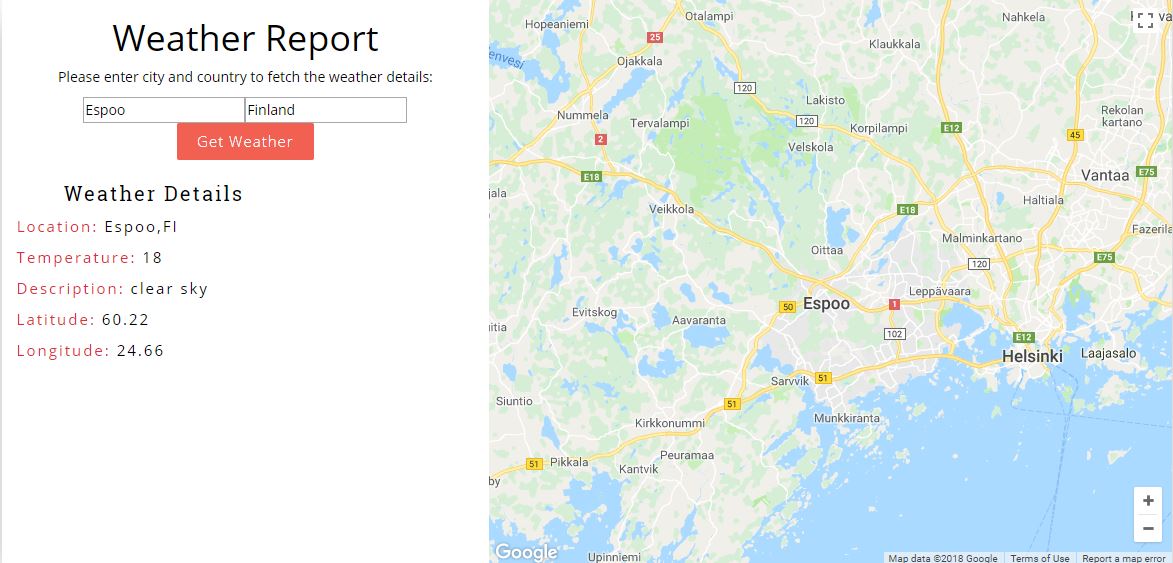 Weather Report
Please enter city and country to fetch the weather details:
Espoo Finland
Get Weather
Weather Details
Location: Espoo,FI
Temperature: 18
Description: clear sky
Latitude: 60.22
Longitude: 24.66
Otalampi
Nahkela
Hopeaniemi
25
Klaukkala
Ojakkala
120
Lakisto
Rekolan
kartano
Nummela
Tervalampi
120
Korpilampi
E12
45
2
Velskola
Vantaa
E75
E18
Veikkola
E18
Haltiala
Fazerila
Malminkartano
Oittaa
120
E75
Leppävaara
50
Espoo
1
Evitskog
Aavaranta
102
E12
Helsinki
Laajasalo
Sarvvik
51
Siuntio
51
Munkkiranta
Kirkkonummi
51
Pikkala
Peuramaa
Kantvik
+
−
Google
Upinniemi
Map data ©2018 Google
Terms of Use
Report a map error